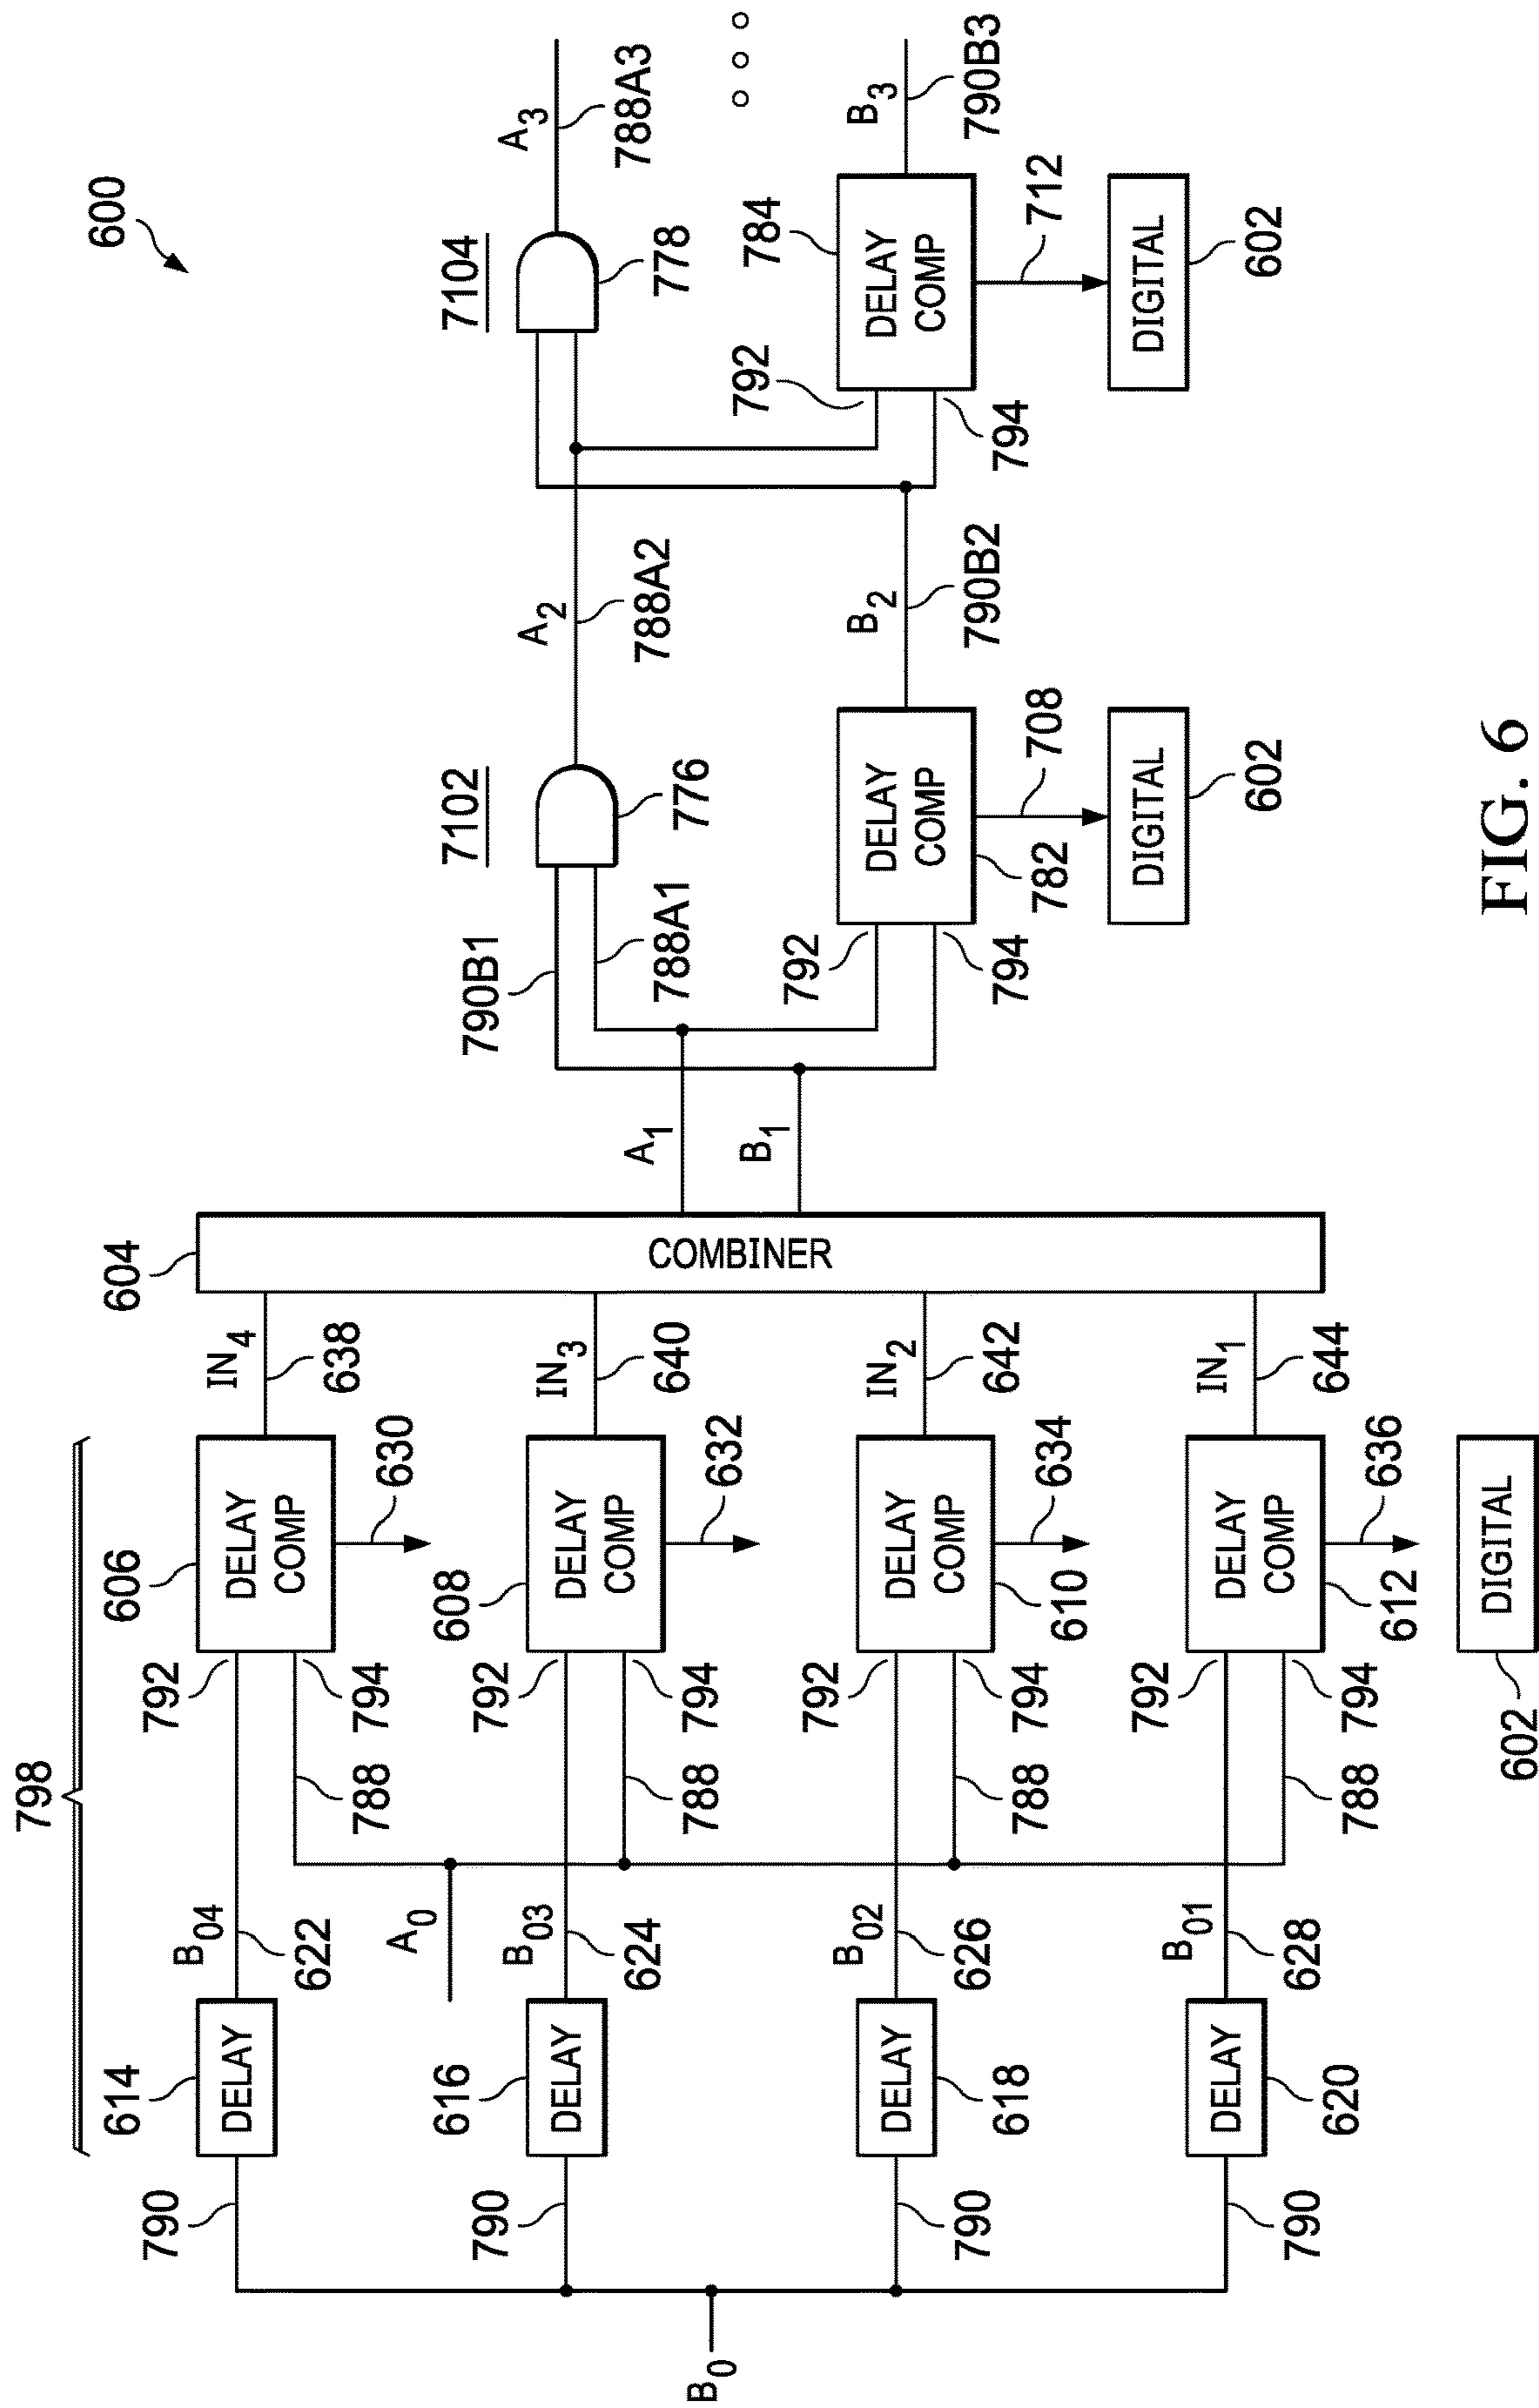 600
798
790
614
DELAY
B04
622
792
606
DELAY
COMP
794
788
630
IN4
638
A0
790
616
DELAY
B03
624
792
608
DELAY
COMP
794
788
632
IN3
640
790
618
DELAY
B02
626
792
DELAY
COMP
610
794
788
634
IN2
642
790
DELAY
620
B01
628
792
DELAY
COMP
612
794
788
636
IN1
644
B0
602
DIGITAL
604
COMBINER
A1
B1
790B1
788A1
7102
776
792
794
DELAY
COMP
782
708
DIGITAL
602
A2
788A2
B2
790B2
7104
778
792
794
784
DELAY
COMP
712
DIGITAL
602
A3
788A3
B3
790B3
FIG. 6